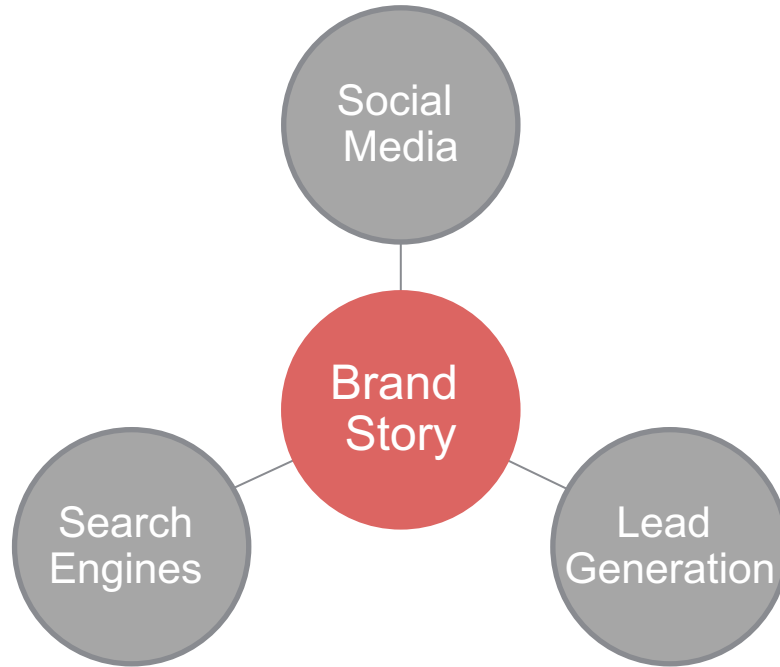 Social
Media
Brand
Story
Search
Engines
Lead
Generation